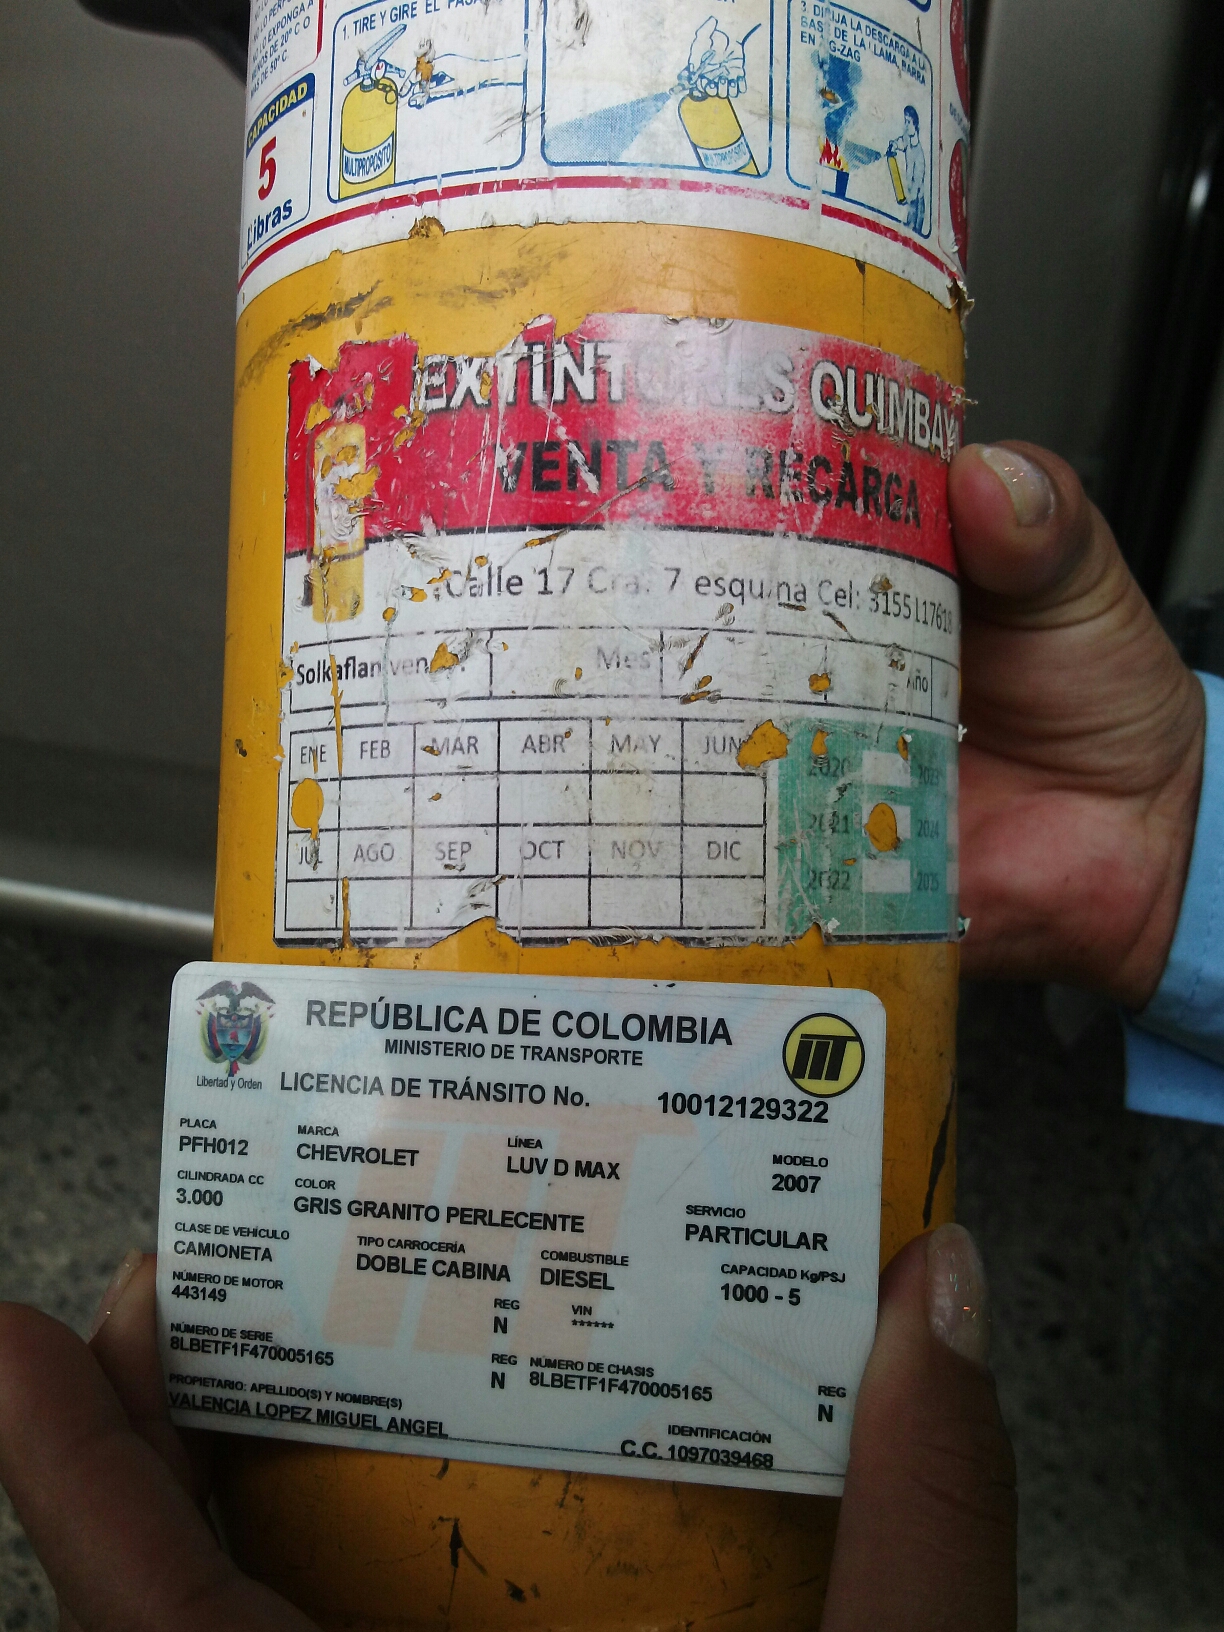 CAPACIDAD
5
Libras
1. TIRE Y GIRE EL
MULTIPROPOSITO
MULTIPROPOSITO
3. DIRIJA LA DESCARGA A LA
BASE DE LA LLAMA, BARRA
EN ZIG-ZAG
EXTINTORES QUIMBAY
VENTA Y RECARGA
Calle 17 Cra. 7 esquina Cel: 3155117618
Solkaflan Mes Año
ENE FEB MAR ABR MAY JUN
JUL AGO SEP OCT NOV DIC
2020 2023
2021 2024
2022 2025
E
REPÚBLICA DE COLOMBIA
MINISTERIO DE TRANSPORTE
Libertad y Orden
LICENCIA DE TRÁNSITO No. 10012129322
PLACA MARCA LÍNEA MODELO
PFH012 CHEVROLET LUV D MAX 2007
CILINDRADA CC COLOR SERVICIO
3.000 GRIS GRANITO PERLECENTE PARTICULAR
CLASE DE VEHÍCULO TIPO CARROCERÍA COMBUSTIBLE CAPACIDAD Kg/PSJ
CAMIONETA DOBLE CABINA DIESEL 1000 - 5
NÚMERO DE MOTOR REG VIN
443149 N ******
NÚMERO DE SERIE REG NÚMERO DE CHASIS REG
8LBETF1F470005165 N 8LBETF1F470005165 N
PROPIETARIO: APELLIDO(S) Y NOMBRE(S) IDENTIFICACIÓN
VALENCIA LOPEZ MIGUEL ANGEL C.C. 1097039468